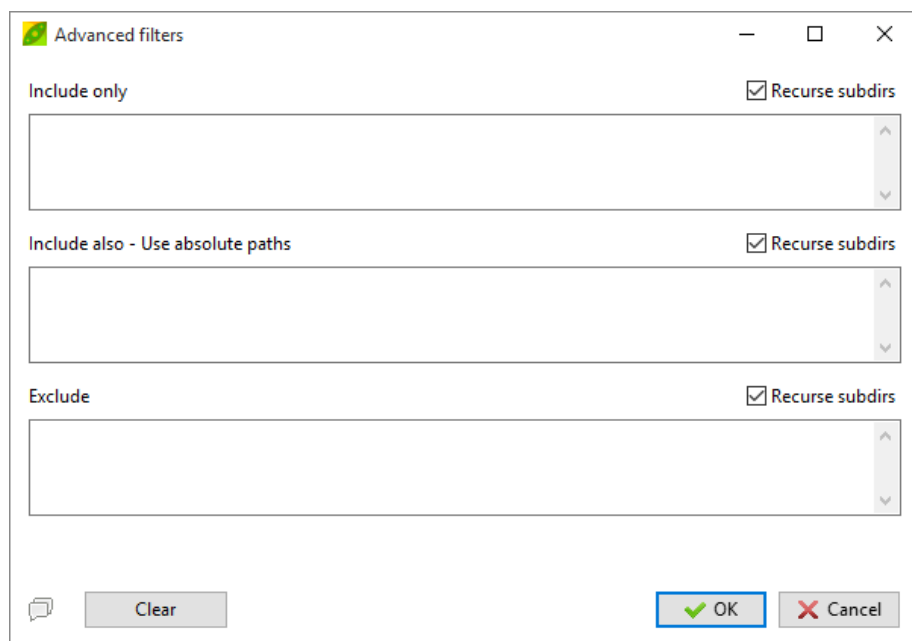 Advanced filters
Include only
Recurse subdirs
Include also - Use absolute paths
Recurse subdirs
Exclude
Recurse subdirs
Clear
OK
Cancel